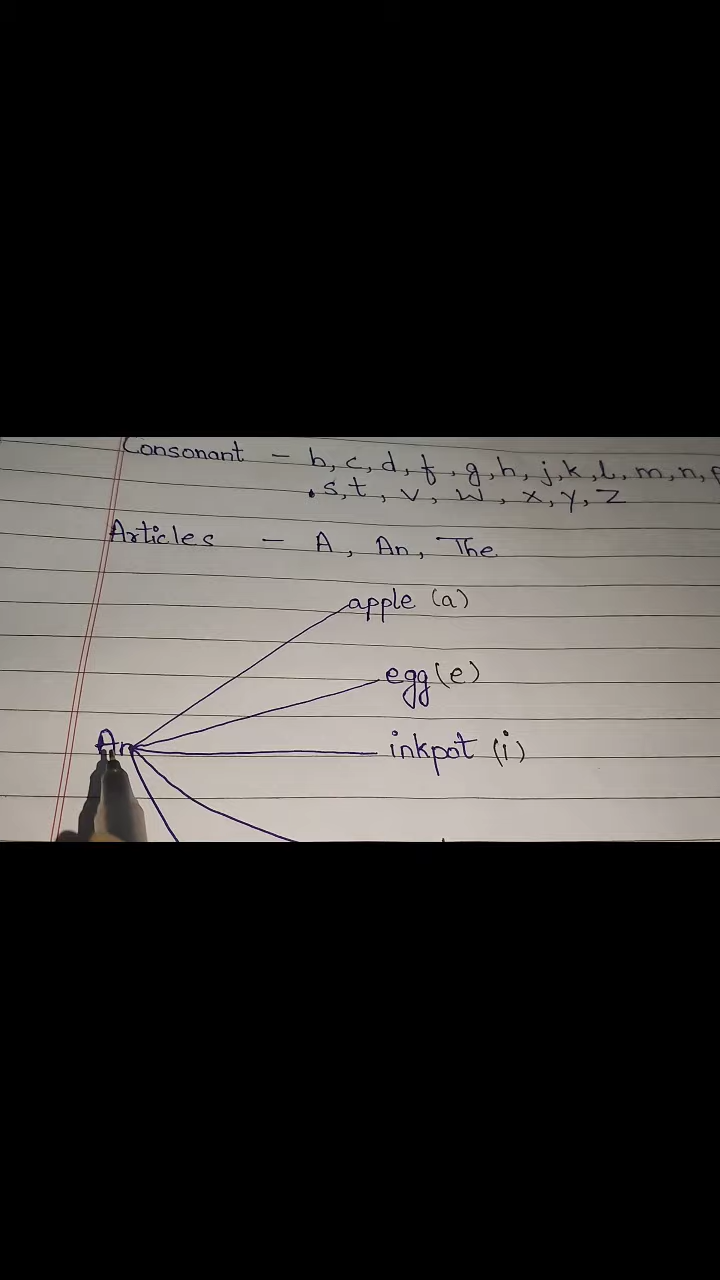 Consonant - b, c, d, f, g, h, j, k, l, m, n,
s, t, v, w, x, y, z
Articles - A, An, The
apple (a)
egg (e)
An
inkpot (i)